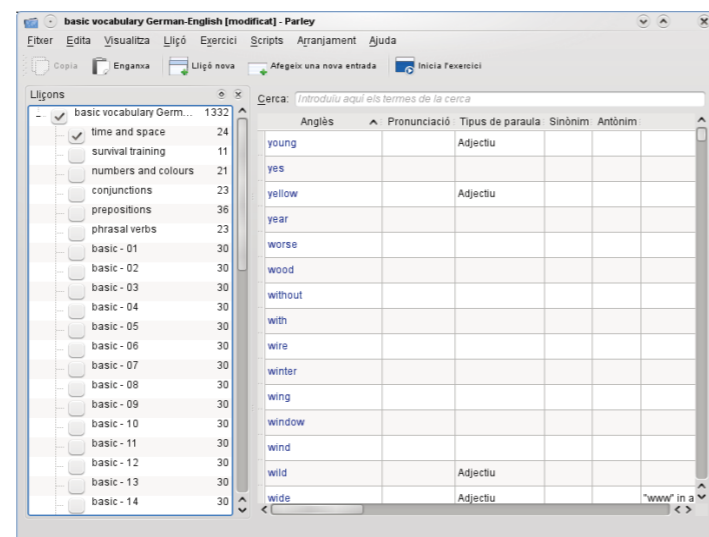 basic vocabulary German-English [modificat] - Parley
Fitxer Edita Visualitza Lliçó Exercici Scripts Arranjament Ajuda
Copia Enganxa Lliçó nova Afegeix una nova entrada Inicia l'exercici
Lliçons
basic vocabulary Germ... 1332
time and space 24
survival training 11
numbers and colours 21
conjunctions 23
prepositions 36
phrasal verbs 23
basic - 01 30
basic - 02 30
basic - 03 30
basic - 04 30
basic - 05 30
basic - 06 30
basic - 07 30
basic - 08 30
basic - 09 30
basic - 10 30
basic - 11 30
basic - 12 30
basic - 13 30
basic - 14 30
Cerca: Introduïu aquí els termes de la cerca
Anglès Pronunciació Tipus de paraula Sinònim Antònim
young Adjectiu
yes
yellow Adjectiu
year
worse
wood
without
with
wire
winter
wing
window
wind
wild Adjectiu
wide Adjectiu "www" in a